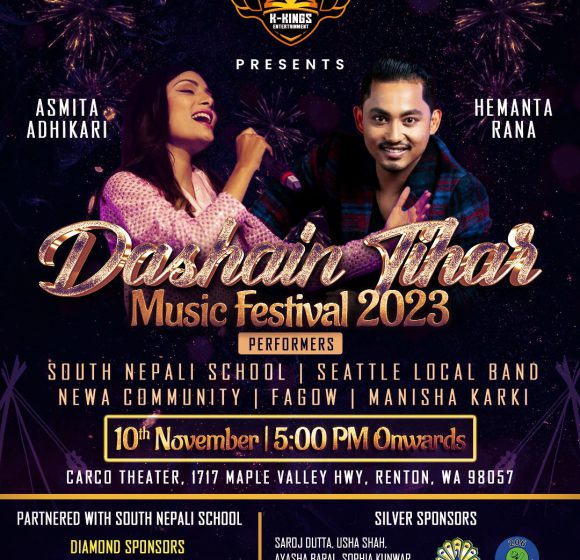 K-KINGS
ENTERTAINMENT
PRESENTS
ASMITA
ADHIKARI
HEMANTA
RANA
Dashain Tihar
Music Festival 2023
PERFORMERS
SOUTH NEPALI SCHOOL | SEATTLE LOCAL BAND
NEWA COMMUNITY | FAGOW | MANISHA KARKI
10th November | 5:00 PM Onwards
CARCO THEATER, 1717 MAPLE VALLEY HWY, RENTON, WA 98057
PARTNERED WITH SOUTH NEPALI SCHOOL
DIAMOND SPONSORS
SILVER SPONSORS
SAROJ DUTTA, USHA SHAH,
AYASHA BARAL, SOPHIA KUNWAR